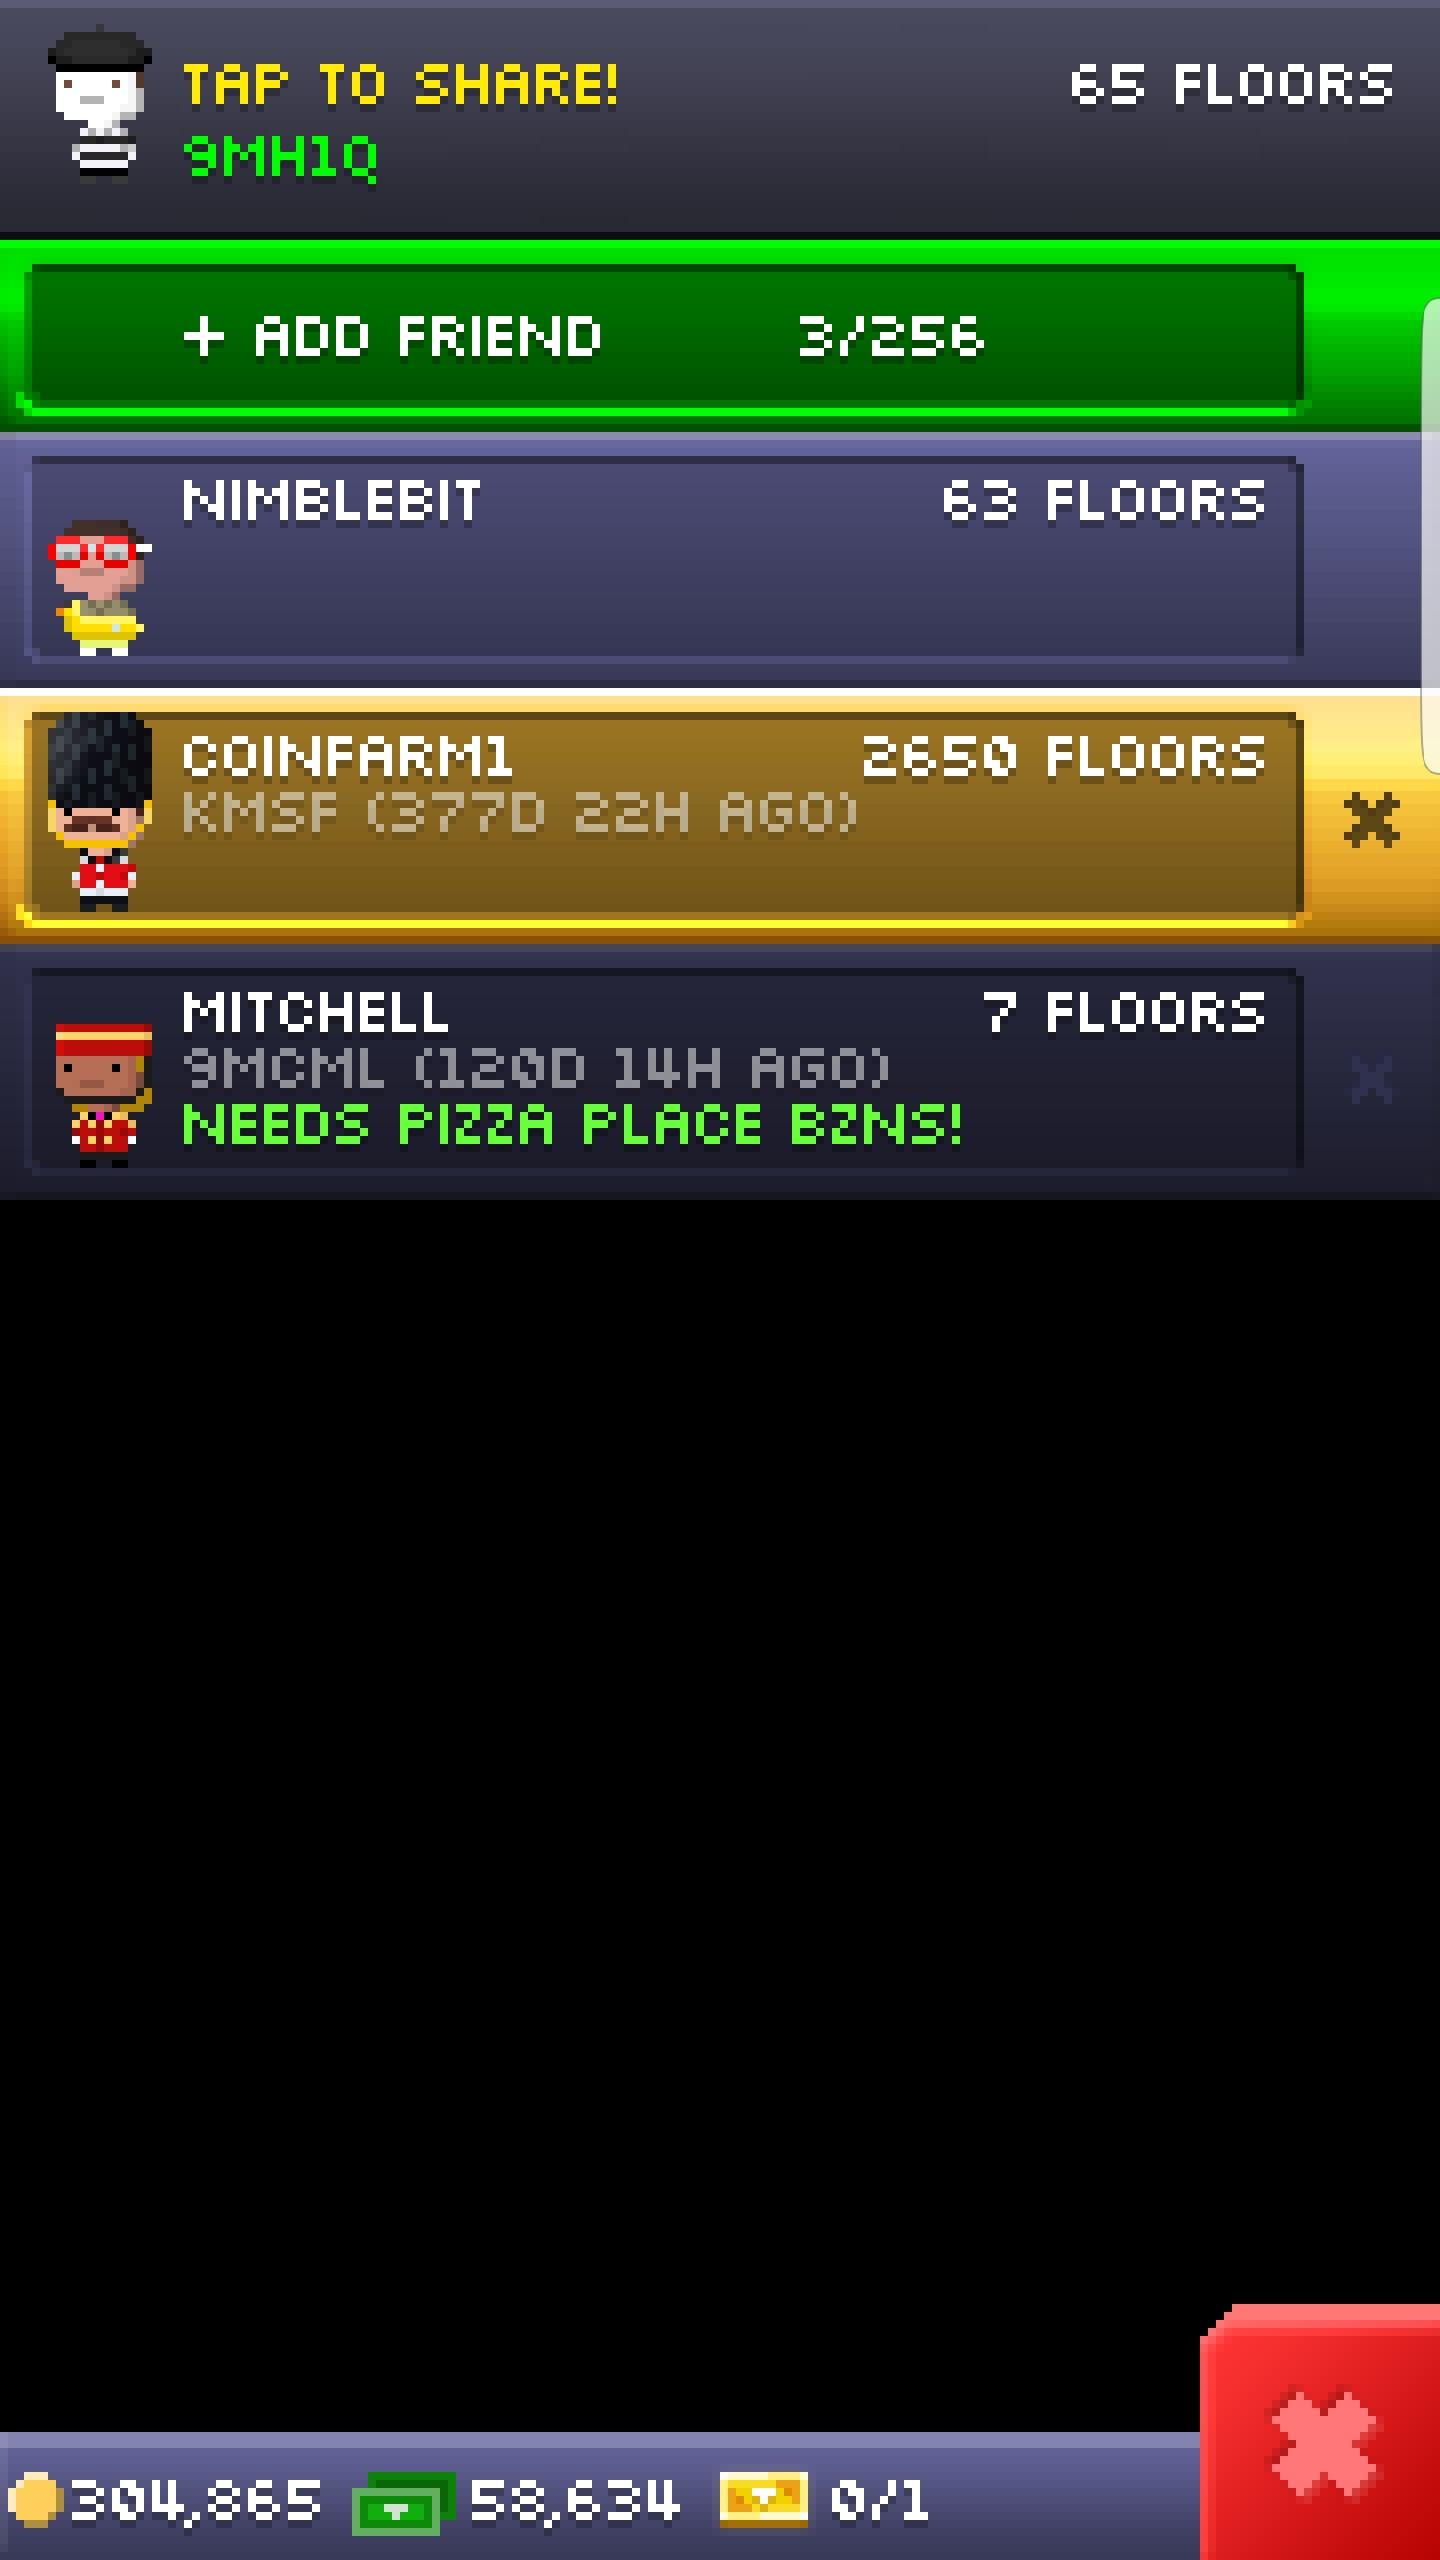 TAP TO SHARE!
65 FLOORS
9MH1Q
+ ADD FRIEND 3/256
NIMBLEBIT 63 FLOORS
COINFARM1 2650 FLOORS
KMSF (377D 22H AGO)
MITCHELL 7 FLOORS
9MCML (120D 14H AGO)
NEEDS PIZZA PLACE BZNS!
304,865 58,634 0/1